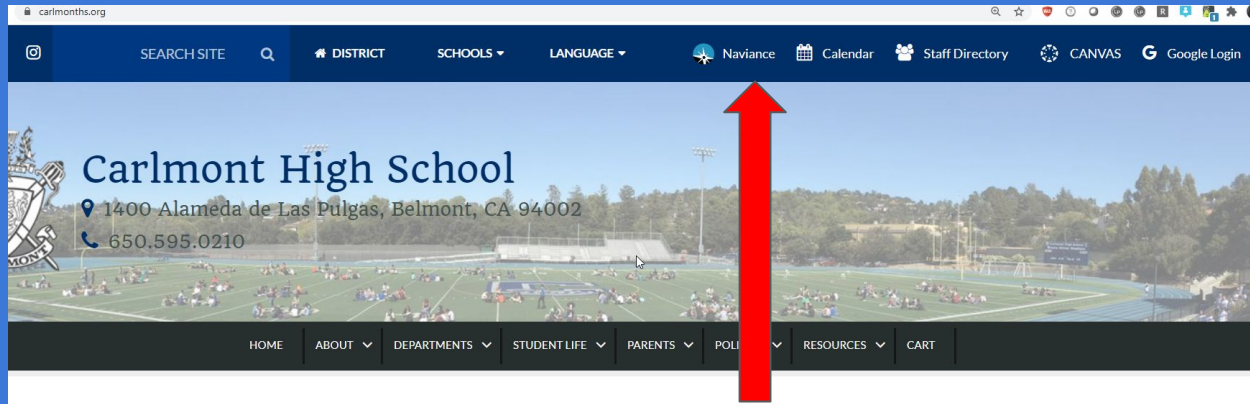 carlmonths.org
SEARCH SITE DISTRICT SCHOOLS LANGUAGE Naviance Calendar Staff Directory CANVAS G Google Login
Carlmont High School
1400 Alameda de Las Pulgas, Belmont, CA 94002
650.595.0210
HOME ABOUT DEPARTMENTS STUDENT LIFE PARENTS RESOURCES CART